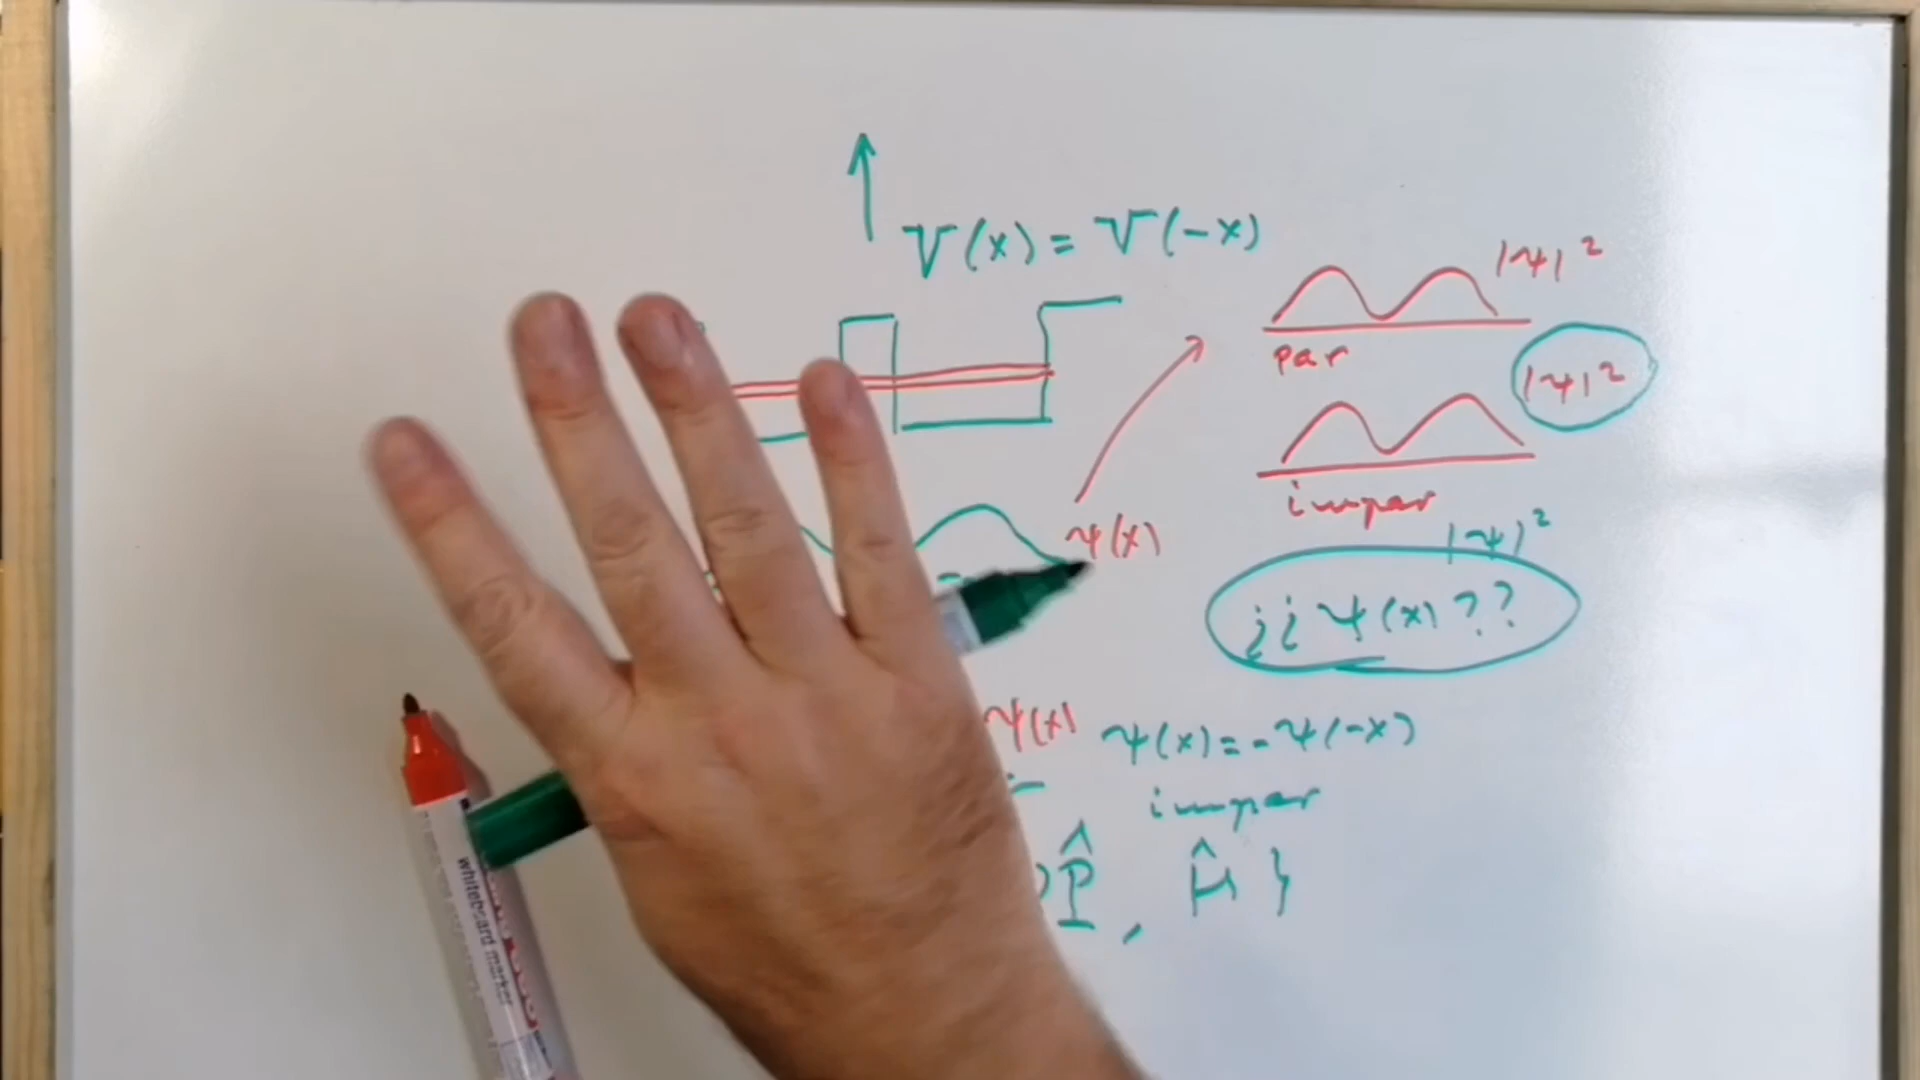 V(x) = V(-x)
|ψ|²
par
|ψ|²
impar
ψ(x)
|ψ|²
¿¿ ψ(x) ??
ψ(x) ψ(x) = -ψ(-x)
impar
P̂ , Ĥ }
whiteboard marker